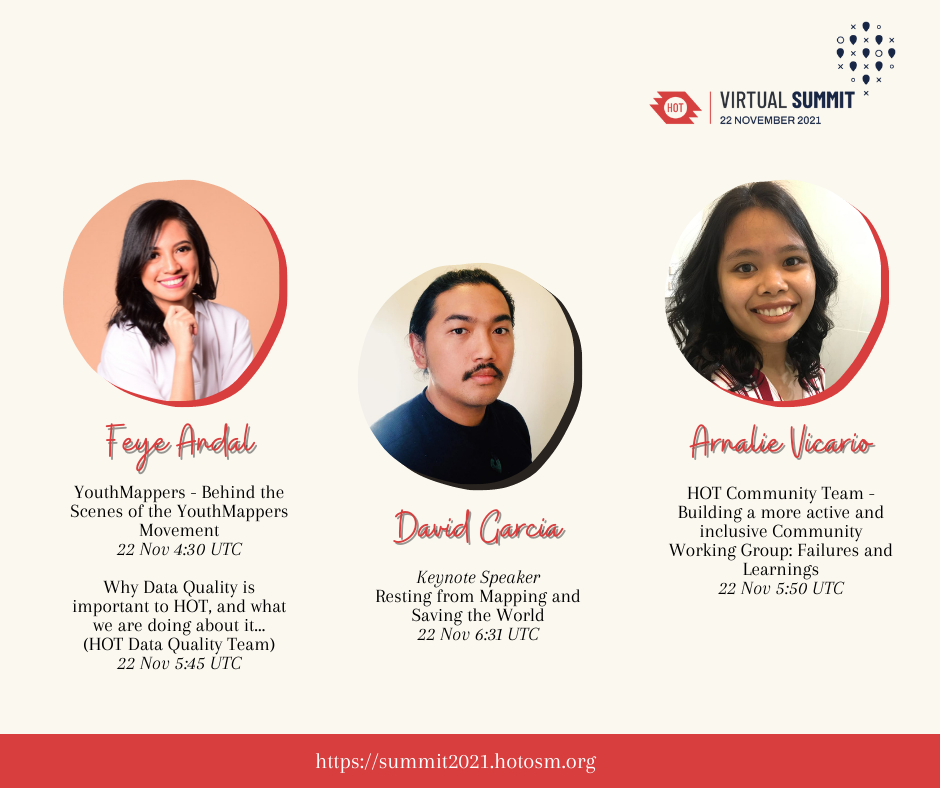 HOT
VIRTUAL SUMMIT
22 NOVEMBER 2021
Feye Andal
YouthMappers - Behind the
Scenes of the YouthMappers
Movement
22 Nov 4:30 UTC
Why Data Quality is
important to HOT, and what
we are doing about it...
(HOT Data Quality Team)
22 Nov 5:45 UTC
David Garcia
Keynote Speaker
Resting from Mapping and
Saving the World
22 Nov 6:31 UTC
Arnalie Vicario
HOT Community Team -
Building a more active and
inclusive Community
Working Group: Failures and
Learnings
22 Nov 5:50 UTC
https://summit2021.hotosm.org